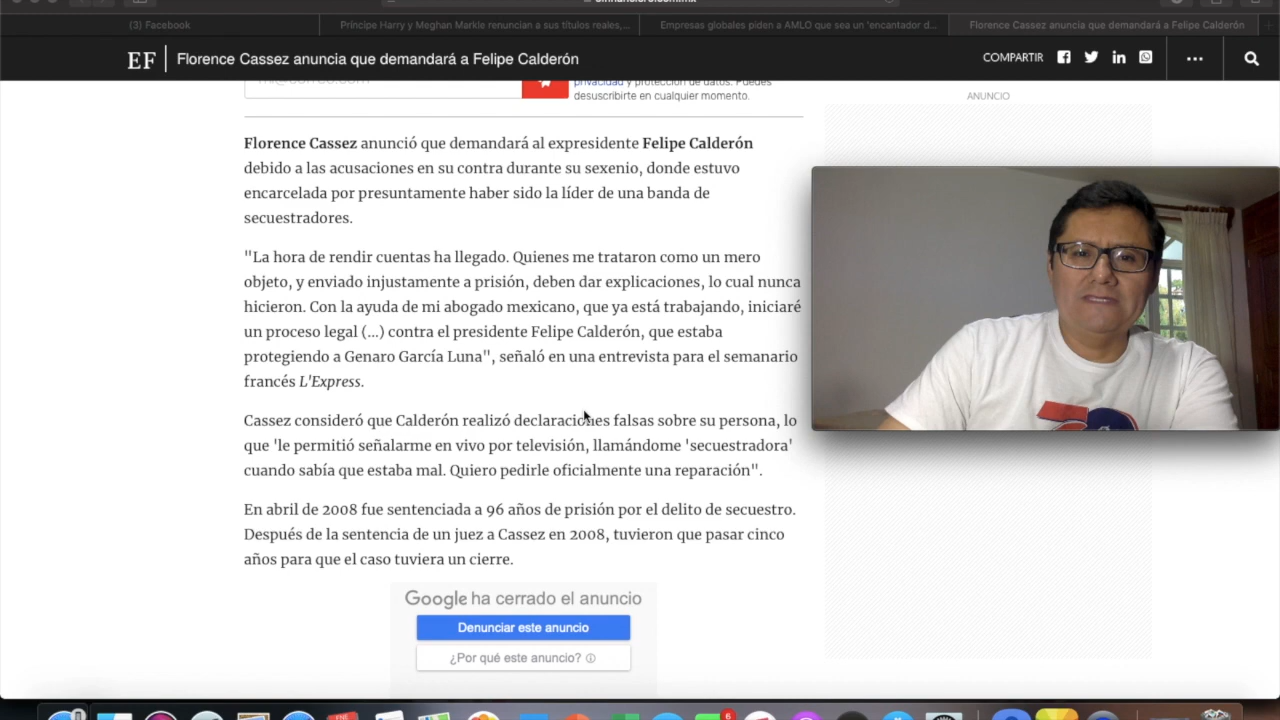 elfinanciero.com.mx
(3) Facebook
Príncipe Harry y Meghan Markle renuncian a sus títulos reales,...
Empresas globales piden a AMLO que sea un 'encantador d...
Florence Cassez anuncia que demandará a Felipe Calderón
EF Florence Cassez anuncia que demandará a Felipe Calderón
COMPARTIR
privacidad y protección de datos. Puedes
desuscribirte en cualquier momento.
ANUNCIO
Florence Cassez anunció que demandará al expresidente Felipe Calderón
debido a las acusaciones en su contra durante su sexenio, donde estuvo
encarcelada por presuntamente haber sido la líder de una banda de
secuestradores.
"La hora de rendir cuentas ha llegado. Quienes me trataron como un mero
objeto, y enviado injustamente a prisión, deben dar explicaciones, lo cual nunca
hicieron. Con la ayuda de mi abogado mexicano, que ya está trabajando, iniciaré
un proceso legal (...) contra el presidente Felipe Calderón, que estaba
protegiendo a Genaro García Luna", señaló en una entrevista para el semanario
francés L'Express.
Cassez consideró que Calderón realizó declaraciones falsas sobre su persona, lo
que 'le permitió señalarme en vivo por televisión, llamándome 'secuestradora'
cuando sabía que estaba mal. Quiero pedirle oficialmente una reparación".
En abril de 2008 fue sentenciada a 96 años de prisión por el delito de secuestro.
Después de la sentencia de un juez a Cassez en 2008, tuvieron que pasar cinco
años para que el caso tuviera un cierre.
Google ha cerrado el anuncio
Denunciar este anuncio
¿Por qué este anuncio?
6